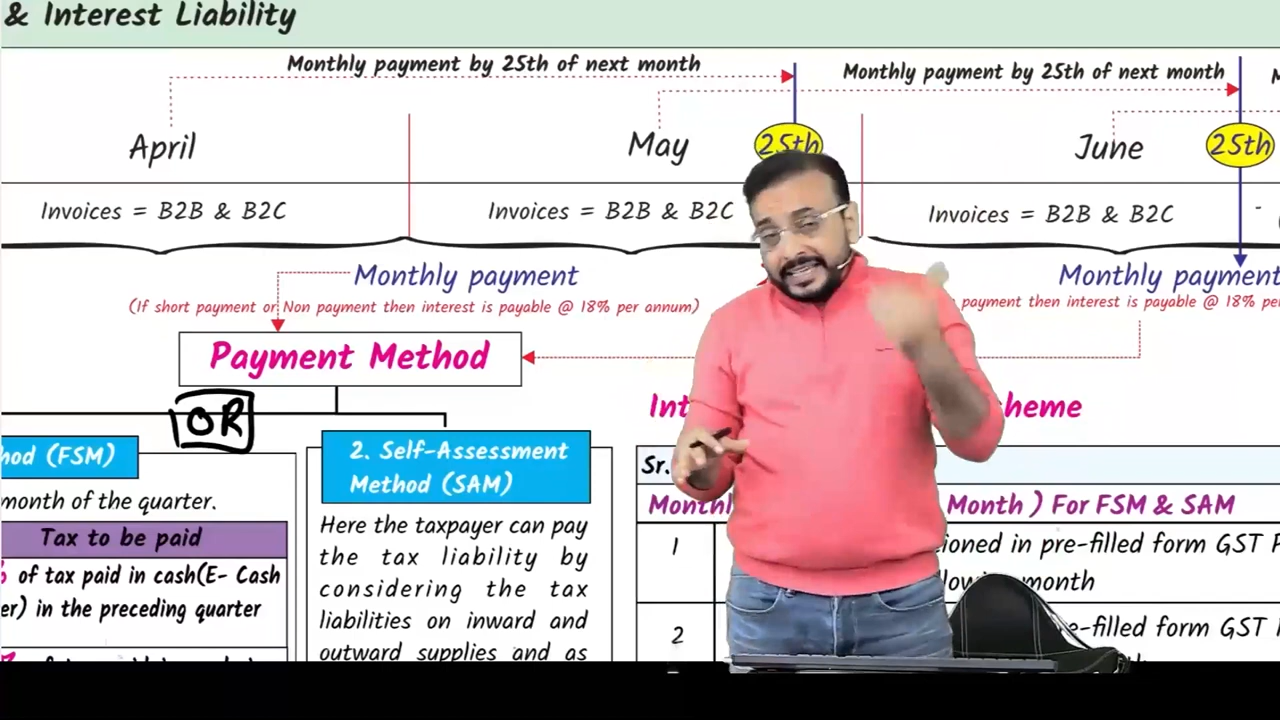 & Interest Liability
Monthly payment by 25th of next month
Monthly payment by 25th of next month
April
May
25th
June
25th
Invoices = B2B & B2C
Invoices = B2B & B2C
Invoices = B2B & B2C
Monthly payment
Monthly payment
(If short payment or Non payment then interest is payable @ 18% per annum)
payment then interest is payable @ 18% pe
Payment Method
OR
Int
heme
hod (FSM)
month of the quarter.
Tax to be paid
% of tax paid in cash(E- Cash
er) in the preceding quarter
2. Self-Assessment
Method (SAM)
Here the taxpayer can pay
the tax liability by
considering the tax
liabilities on inward and
outward supplies and as
Sr.
Monthl
Month ) For FSM & SAM
1
ioned in pre-filled form GST P
month
2
e-filled form GST